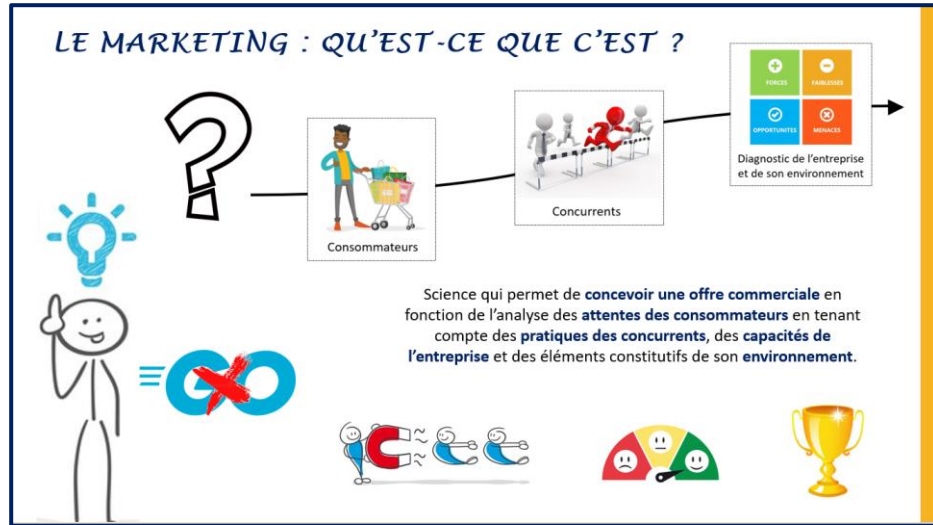 LE MARKETING : QU'EST-CE QUE C'EST ?
?
FORCES
FAIBLESSES
OPPORTUNITES
MENACES
Diagnostic de l'entreprise
et de son environnement
Concurrents
Consommateurs
Science qui permet de concevoir une offre commerciale en
fonction de l'analyse des attentes des consommateurs en tenant
compte des pratiques des concurrents, des capacités de
l'entreprise et des éléments constitutifs de son environnement.
GO